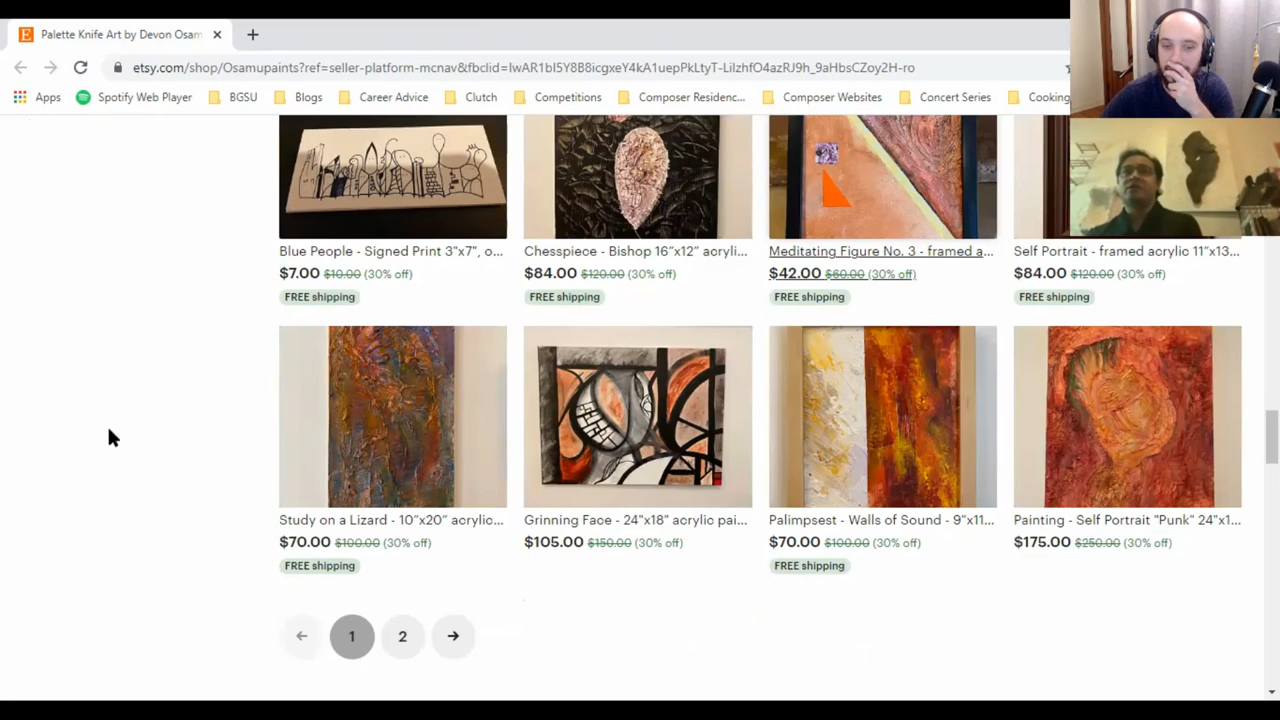 Palette Knife Art by Devon Osam
etsy.com/shop/Osamupaints?ref=seller-platform-mcnav&fbclid=IwAR1bI5Y8B8icgxeY4kA1uepPkLtyT-LiIzhfO4azRJ9h_9aHbsCZoy2H-ro
Apps Spotify Web Player BGSU Blogs Career Advice Clutch Competitions Composer Residenc... Composer Websites Concert Series Cooking
Blue People - Signed Print 3"x7", o...
$7.00 $10.00 (30% off)
FREE shipping
Chesspiece - Bishop 16"x12" acryli...
$84.00 $120.00 (30% off)
FREE shipping
Meditating Figure No. 3 - framed a...
$42.00 $60.00 (30% off)
FREE shipping
Self Portrait - framed acrylic 11"x13...
$84.00 $120.00 (30% off)
FREE shipping
Study on a Lizard - 10"x20" acrylic...
$70.00 $100.00 (30% off)
FREE shipping
Grinning Face - 24"x18" acrylic pai...
$105.00 $150.00 (30% off)
Palimpsest - Walls of Sound - 9"x11...
$70.00 $100.00 (30% off)
FREE shipping
Painting - Self Portrait "Punk" 24"x1...
$175.00 $250.00 (30% off)
1 2